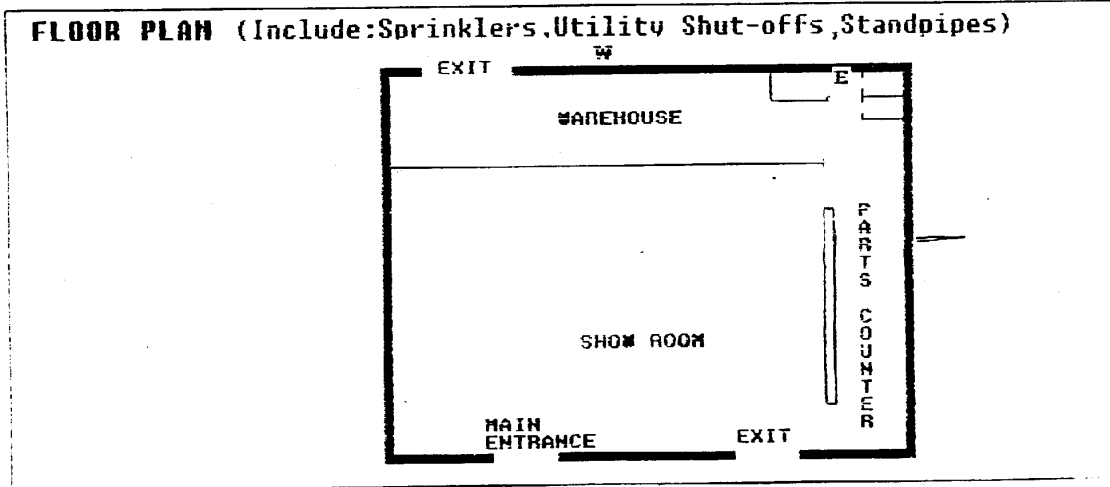 FLOOR PLAN (Include:Sprinklers,Utility Shut-offs,Standpipes)
W
EXIT
E
WAREHOUSE
PARTS COUNTER
SHOW ROOM
MAIN
ENTRANCE
EXIT